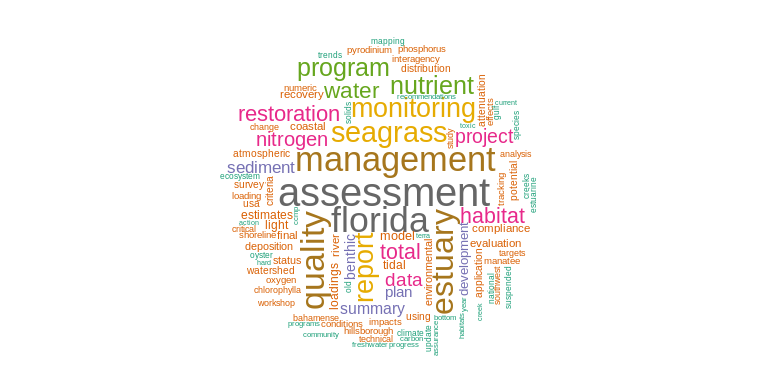 mapping
trends
pyrodinium
phosphorus
interagency
program
distribution
numeric
water
nutrient
recovery
recommendations
attenuation
effects
gulf
current
restoration
solids
monitoring
species
change
coastal
seagrass
study
toxic
nitrogen
project
atmospheric
management
analysis
sediment
ecosystem
survey
criteria
assessment
tracking
potential
creeks
estuarine
loading
usa
estimates
ccmp
florida
habitat
action
critical
light
compliance
shoreline
final
quality
river
model
terra
estuary
development
evaluation
deposition
benthic
report
total
targets
oyster
hard
status
tidal
manatee
watershed
loadings
environmental
application
national
southwest
suspended
oxygen
old
data
chlorophylla
plan
workshop
summary
year
creek
bahamense
using
bottom
programs
conditions
impacts
habitats
community
hillsborough
climate
update
assurance
technical
carbon
freshwater
progress